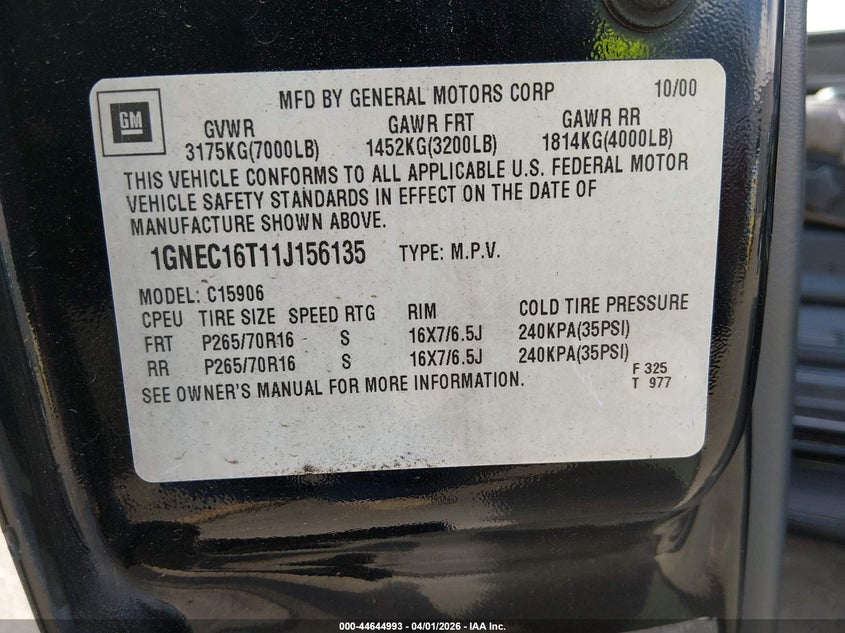 MFD BY GENERAL MOTORS CORP 10/00
GM
GVWR GAWR FRT GAWR RR
3175KG(7000LB) 1452KG(3200LB) 1814KG(4000LB)
THIS VEHICLE CONFORMS TO ALL APPLICABLE U.S. FEDERAL MOTOR
VEHICLE SAFETY STANDARDS IN EFFECT ON THE DATE OF
MANUFACTURE SHOWN ABOVE.
1GNEC16T11J156135 TYPE: M.P.V.
MODEL: C15906
CPEU TIRE SIZE SPEED RTG RIM COLD TIRE PRESSURE
FRT P265/70R16 S 16X7/6.5J 240KPA(35PSI)
RR P265/70R16 S 16X7/6.5J 240KPA(35PSI)
SEE OWNER'S MANUAL FOR MORE INFORMATION.
F 325
T 977
000-44644993 - 04/01/2026 - IAA Inc.